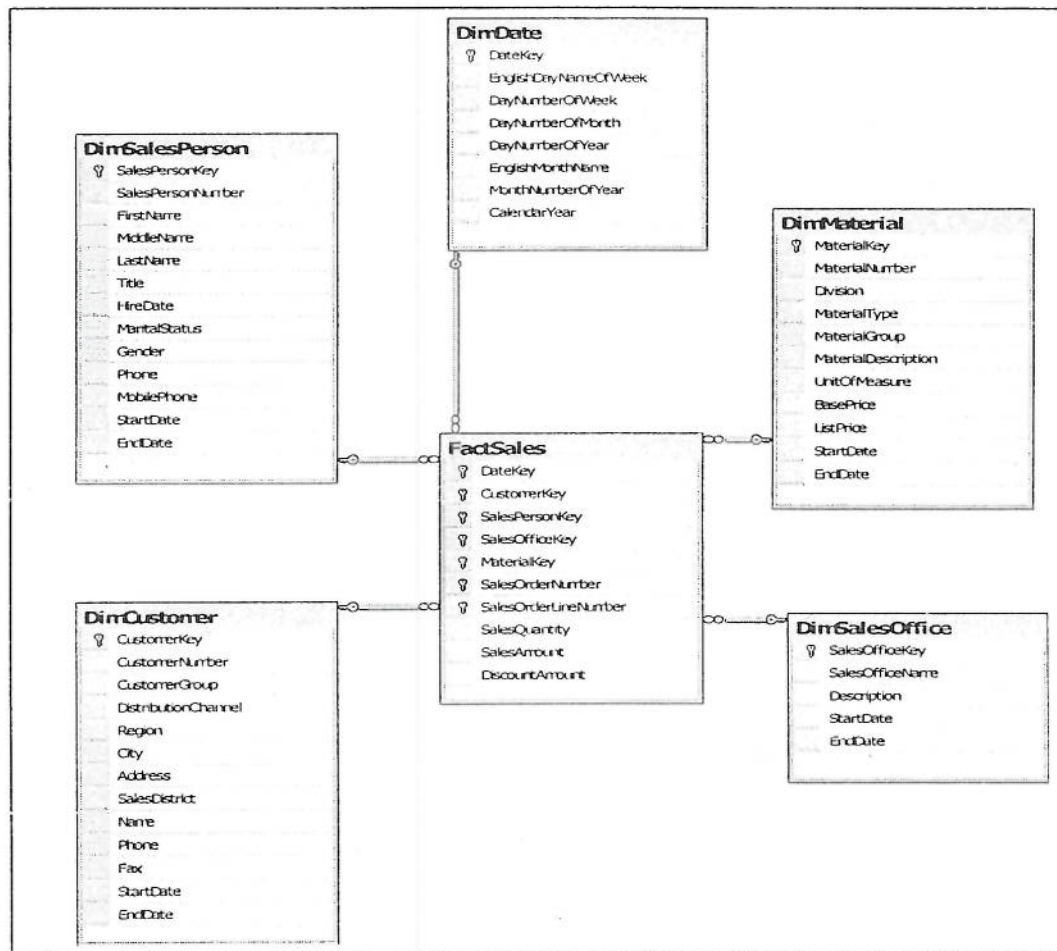 DimDate
DateKey
EnglishDayNameOfWeek
DayNumberOfWeek
DayNumberOfMonth
DayNumberOfYear
EnglishMonthName
MonthNumberOfYear
CalendarYear
DimSalesPerson
SalesPersonKey
SalesPersonNumber
FirstName
MiddleName
LastName
Title
HireDate
MaritalStatus
Gender
Phone
MobilePhone
StartDate
EndDate
DimMaterial
MaterialKey
MaterialNumber
Division
MaterialType
MaterialGroup
MaterialDescription
UnitOfMeasure
BasePrice
ListPrice
StartDate
EndDate
FactSales
DateKey
CustomerKey
SalesPersonKey
SalesOfficeKey
MaterialKey
SalesOrderNumber
SalesOrderLineNumber
SalesQuantity
SalesAmount
DiscountAmount
DimCustomer
CustomerKey
CustomerNumber
CustomerGroup
DistributionChannel
Region
City
Address
SalesDistrict
Name
Phone
Fax
StartDate
EndDate
DimSalesOffice
SalesOfficeKey
SalesOfficeName
Description
StartDate
EndDate